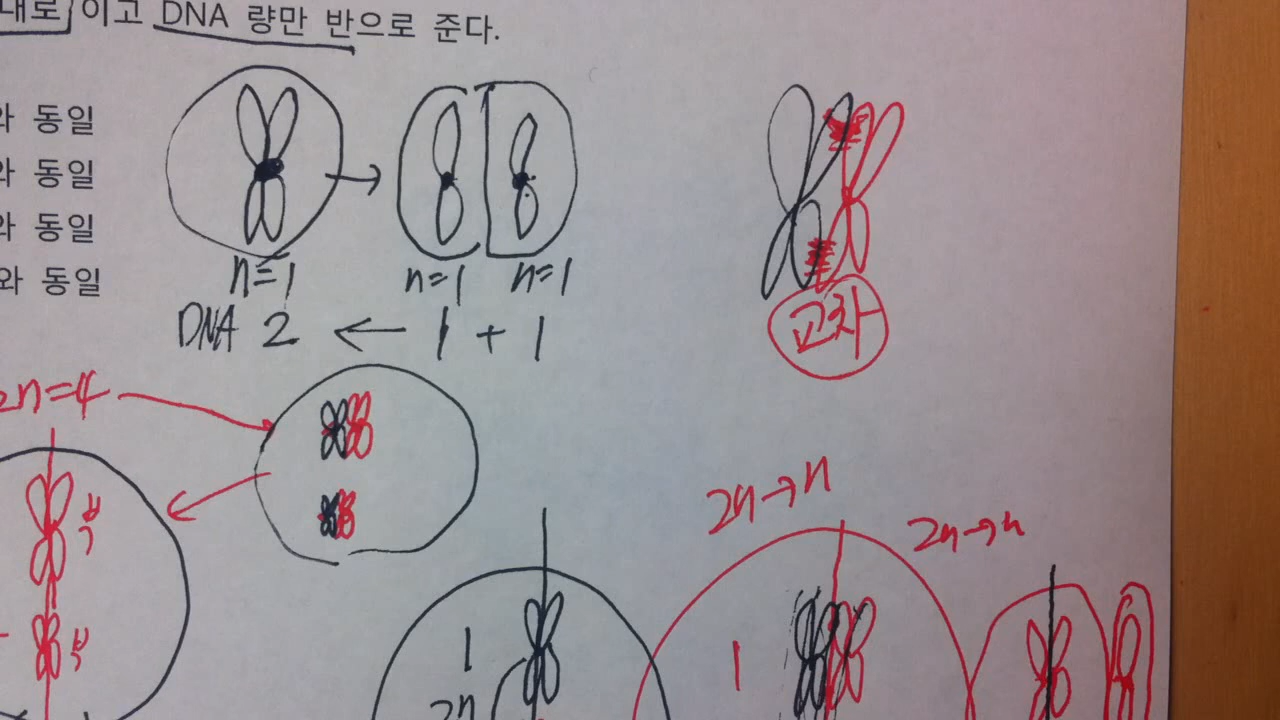 대로 이고 DNA 량만 반으로 준다.
와 동일
와 동일
와 동일
와 동일
n=1 n=1 n=1
DNA 2 ← 1 + 1
교차
2n=4
2n→n
2n→n
1
2n
1